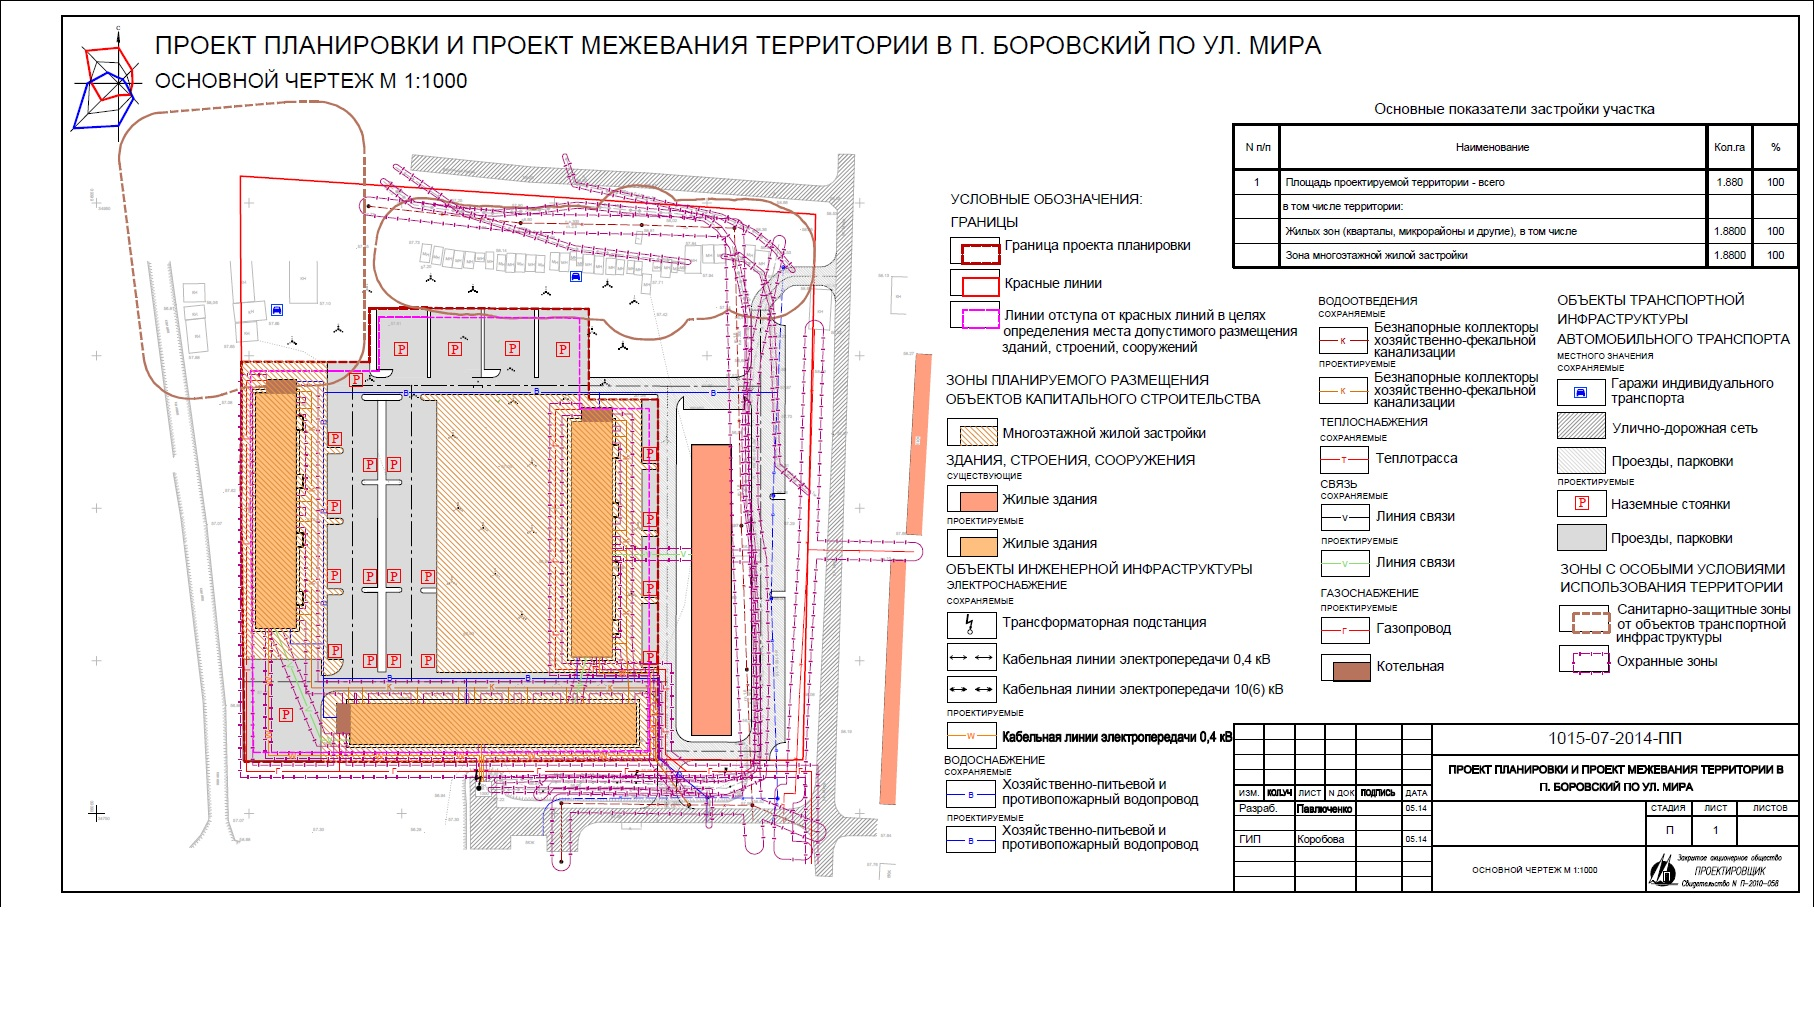 ПРОЕКТ ПЛАНИРОВКИ И ПРОЕКТ МЕЖЕВАНИЯ ТЕРРИТОРИИ В П. БОРОВСКИЙ ПО УЛ. МИРА
ОСНОВНОЙ ЧЕРТЕЖ М 1:1000
Основные показатели застройки участка
N п/п Наименование Кол.га %
1 Площадь проектируемой территории - всего 1.880 100
в том числе территории:
Жилых зон (кварталы, микрорайоны и другие), в том числе 1.8800 100
Зона многоэтажной жилой застройки 1.8800 100
УСЛОВНЫЕ ОБОЗНАЧЕНИЯ:
ГРАНИЦЫ
Граница проекта планировки
Красные линии
Линии отступа от красных линий в целях
определения места допустимого размещения
зданий, строений, сооружений
ЗОНЫ ПЛАНИРУЕМОГО РАЗМЕЩЕНИЯ
ОБЪЕКТОВ КАПИТАЛЬНОГО СТРОИТЕЛЬСТВА
Многоэтажной жилой застройки
ЗДАНИЯ, СТРОЕНИЯ, СООРУЖЕНИЯ
СУЩЕСТВУЮЩИЕ
Жилые здания
ПРОЕКТИРУЕМЫЕ
Жилые здания
ОБЪЕКТЫ ИНЖЕНЕРНОЙ ИНФРАСТРУКТУРЫ
ЭЛЕКТРОСНАБЖЕНИЕ
СОХРАНЯЕМЫЕ
Трансформаторная подстанция
Кабельная линии электропередачи 0,4 кВ
Кабельная линии электропередачи 10(6) кВ
ПРОЕКТИРУЕМЫЕ
W Кабельная линии электропередачи 0,4 кВ
ВОДОСНАБЖЕНИЕ
СОХРАНЯЕМЫЕ
В Хозяйственно-питьевой и
противопожарный водопровод
ПРОЕКТИРУЕМЫЕ
В Хозяйственно-питьевой и
противопожарный водопровод
ВОДООТВЕДЕНИЯ
СОХРАНЯЕМЫЕ
К Безнапорные коллекторы
хозяйственно-фекальной
канализации
ПРОЕКТИРУЕМЫЕ
К Безнапорные коллекторы
хозяйственно-фекальной
канализации
ТЕПЛОСНАБЖЕНИЯ
СОХРАНЯЕМЫЕ
Т Теплотрасса
СВЯЗЬ
СОХРАНЯЕМЫЕ
V Линия связи
ПРОЕКТИРУЕМЫЕ
V Линия связи
ГАЗОСНАБЖЕНИЕ
ПРОЕКТИРУЕМЫЕ
Г Газопровод
Котельная
ОБЪЕКТЫ ТРАНСПОРТНОЙ
ИНФРАСТРУКТУРЫ
АВТОМОБИЛЬНОГО ТРАНСПОРТА
МЕСТНОГО ЗНАЧЕНИЯ
СОХРАНЯЕМЫЕ
Гаражи индивидуального
транспорта
Улично-дорожная сеть
Проезды, парковки
ПРОЕКТИРУЕМЫЕ
Р Наземные стоянки
Проезды, парковки
ЗОНЫ С ОСОБЫМИ УСЛОВИЯМИ
ИСПОЛЬЗОВАНИЯ ТЕРРИТОРИИ
Санитарно-защитные зоны
от объектов транспортной
инфраструктуры
Охранные зоны
1015-07-2014-ПП
ПРОЕКТ ПЛАНИРОВКИ И ПРОЕКТ МЕЖЕВАНИЯ ТЕРРИТОРИИ В
П. БОРОВСКИЙ ПО УЛ. МИРА
ИЗМ. КОЛ.УЧ ЛИСТ N ДОК ПОДПИСЬ ДАТА
Разраб. Павлюченко 05.14
ГИП Коробова 05.14
СТАДИЯ ЛИСТ ЛИСТОВ
П 1
ОСНОВНОЙ ЧЕРТЕЖ М 1:1000
Закрытое акционерное общество
ПРОЕКТИРОВЩИК
Свидетельство N П-2010-058